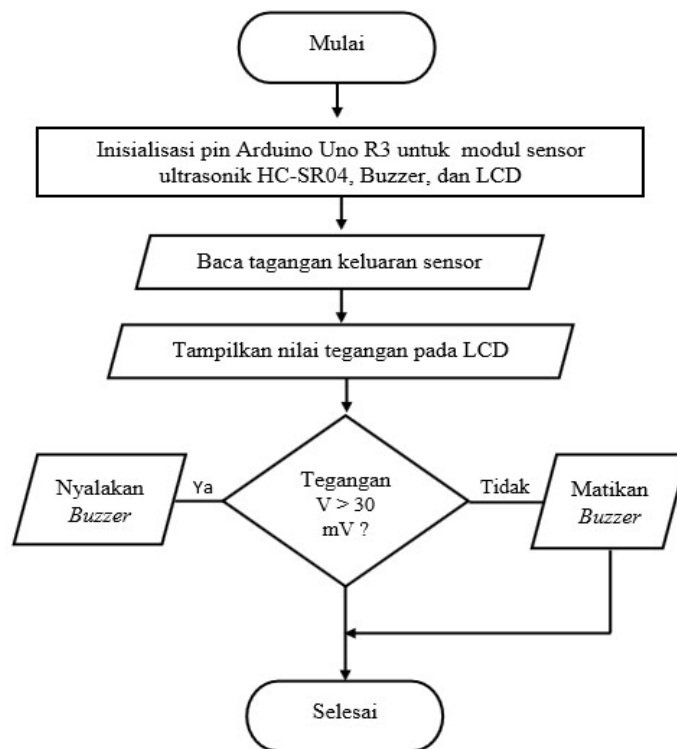 Mulai
Inisialisasi pin Arduino Uno R3 untuk modul sensor
ultrasonik HC-SR04, Buzzer, dan LCD
Baca tagangan keluaran sensor
Tampilkan nilai tegangan pada LCD
Nyalakan
Buzzer
Ya
Tegangan
V > 30
mV ?
Tidak
Matikan
Buzzer
Selesai